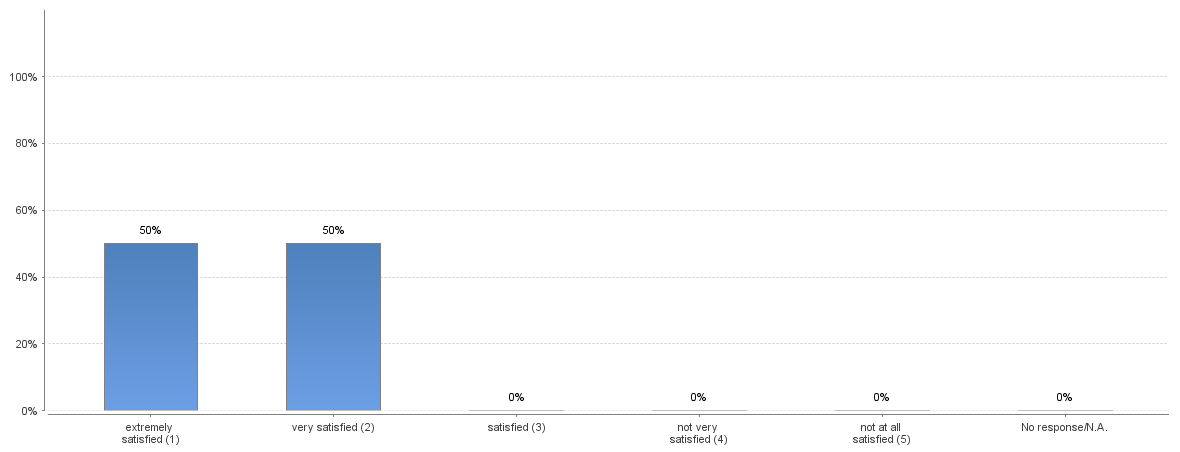 100%
80%
60%
40%
20%
0%
50%
50%
0%
0%
0%
0%
extremely
satisfied (1)
very satisfied (2)
satisfied (3)
not very
satisfied (4)
not at all
satisfied (5)
No response/N.A.